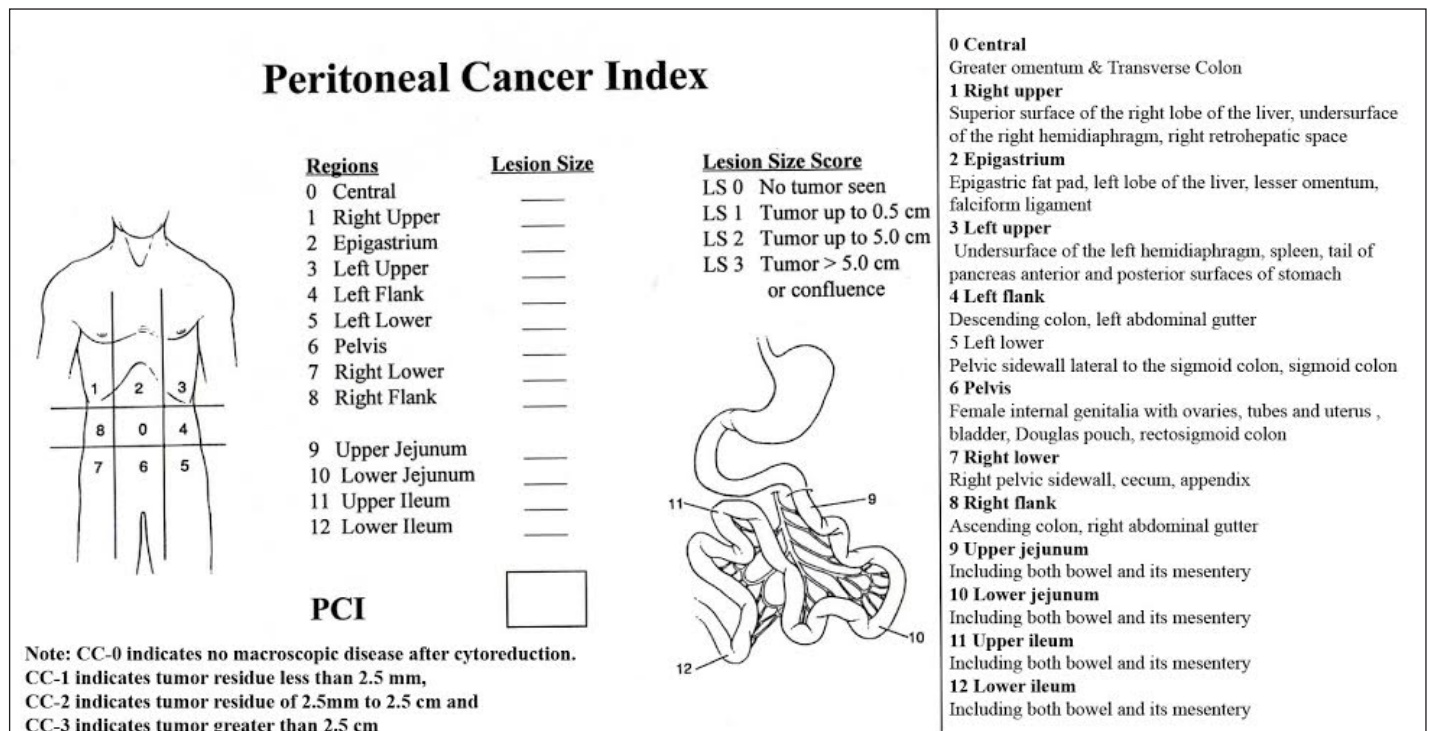 Peritoneal Cancer Index
Regions Lesion Size
0 Central
1 Right Upper
2 Epigastrium
3 Left Upper
4 Left Flank
5 Left Lower
6 Pelvis
7 Right Lower
8 Right Flank
9 Upper Jejunum
10 Lower Jejunum
11 Upper Ileum
12 Lower Ileum
PCI
Lesion Size Score
LS 0 No tumor seen
LS 1 Tumor up to 0.5 cm
LS 2 Tumor up to 5.0 cm
LS 3 Tumor > 5.0 cm
or confluence
1 2 3
8 0 4
7 6 5
11
9
10
12
Note: CC-0 indicates no macroscopic disease after cytoreduction.
CC-1 indicates tumor residue less than 2.5 mm,
CC-2 indicates tumor residue of 2.5mm to 2.5 cm and
CC-3 indicates tumor greater than 2.5 cm
0 Central
Greater omentum & Transverse Colon
1 Right upper
Superior surface of the right lobe of the liver, undersurface
of the right hemidiaphragm, right retrohepatic space
2 Epigastrium
Epigastric fat pad, left lobe of the liver, lesser omentum,
falciform ligament
3 Left upper
Undersurface of the left hemidiaphragm, spleen, tail of
pancreas anterior and posterior surfaces of stomach
4 Left flank
Descending colon, left abdominal gutter
5 Left lower
Pelvic sidewall lateral to the sigmoid colon, sigmoid colon
6 Pelvis
Female internal genitalia with ovaries, tubes and uterus ,
bladder, Douglas pouch, rectosigmoid colon
7 Right lower
Right pelvic sidewall, cecum, appendix
8 Right flank
Ascending colon, right abdominal gutter
9 Upper jejunum
Including both bowel and its mesentery
10 Lower jejunum
Including both bowel and its mesentery
11 Upper ileum
Including both bowel and its mesentery
12 Lower ileum
Including both bowel and its mesentery